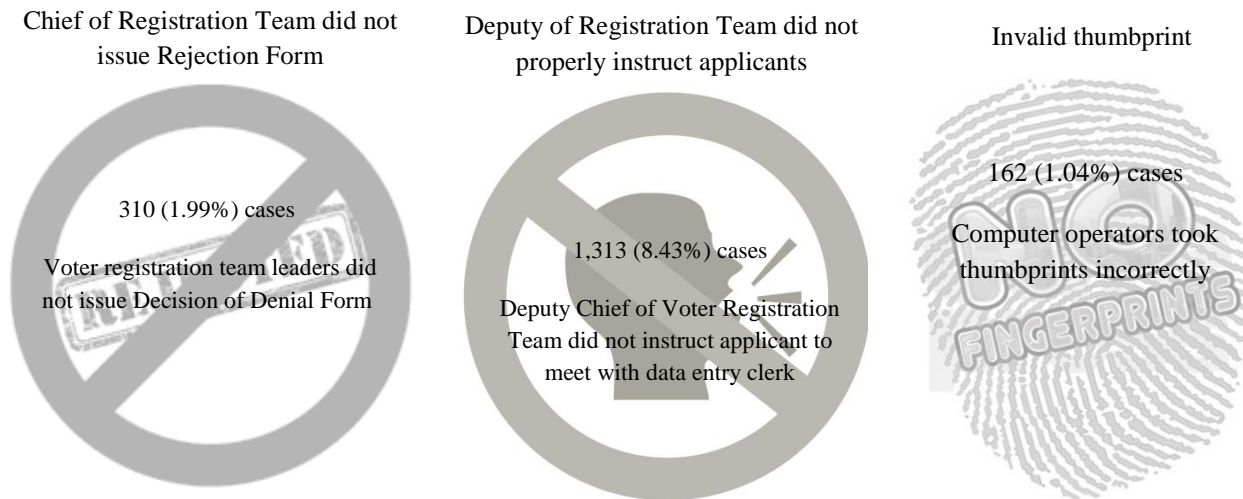 Chief of Registration Team did not
issue Rejection Form
310 (1.99%) cases
Voter registration team leaders did
not issue Decision of Denial Form
REJECTED
Deputy of Registration Team did not
properly instruct applicants
1,313 (8.43%) cases
Deputy Chief of Voter Registration
Team did not instruct applicant to
meet with data entry clerk
Invalid thumbprint
162 (1.04%) cases
Computer operators took
thumbprints incorrectly
NO
FINGERPRINTS